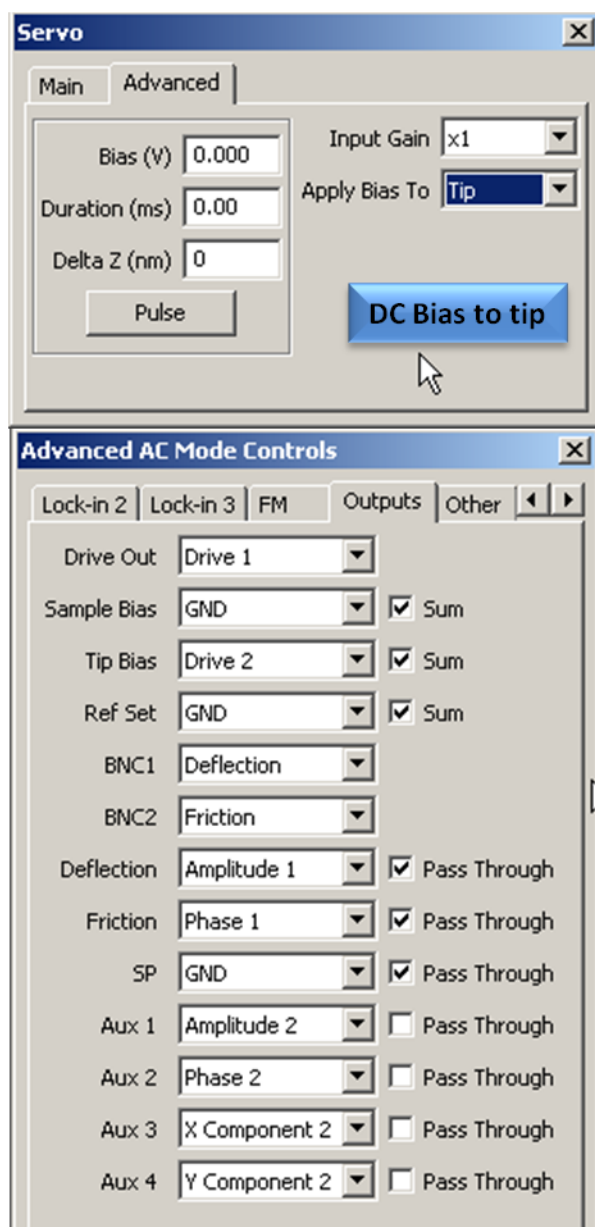 Servo
Main Advanced
Bias (V) 0.000 Input Gain x1
Duration (ms) 0.00 Apply Bias To Tip
Delta Z (nm) 0
Pulse
DC Bias to tip
Advanced AC Mode Controls
Lock-in 2 Lock-in 3 FM Outputs Other
Drive Out Drive 1
Sample Bias GND Sum
Tip Bias Drive 2 Sum
Ref Set GND Sum
BNC1 Deflection
BNC2 Friction
Deflection Amplitude 1 Pass Through
Friction Phase 1 Pass Through
SP GND Pass Through
Aux 1 Amplitude 2 Pass Through
Aux 2 Phase 2 Pass Through
Aux 3 X Component 2 Pass Through
Aux 4 Y Component 2 Pass Through